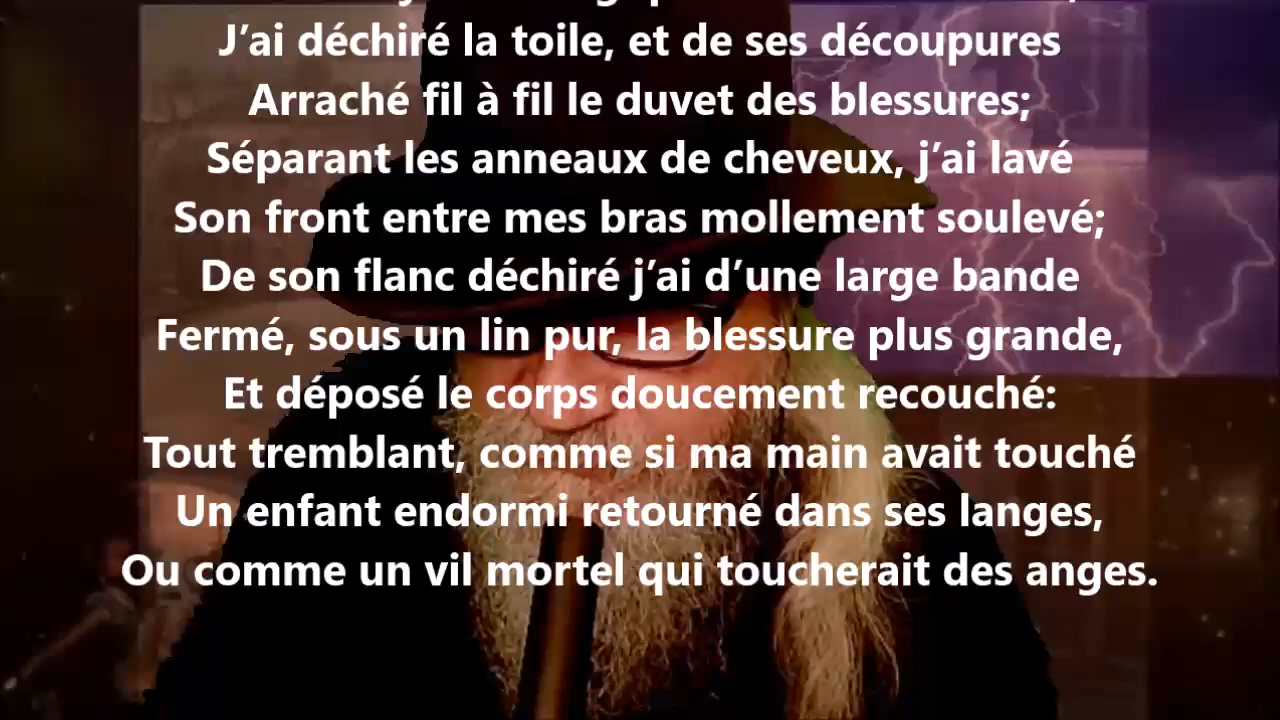 J’ai déchiré la toile, et de ses découpures
Arraché fil à fil le duvet des blessures;
Séparant les anneaux de cheveux, j’ai lavé
Son front entre mes bras mollement soulevé;
De son flanc déchiré j’ai d’une large bande
Fermé, sous un lin pur, la blessure plus grande,
Et déposé le corps doucement recouché:
Tout tremblant, comme si ma main avait touché
Un enfant endormi retourné dans ses langes,
Ou comme un vil mortel qui toucherait des anges.